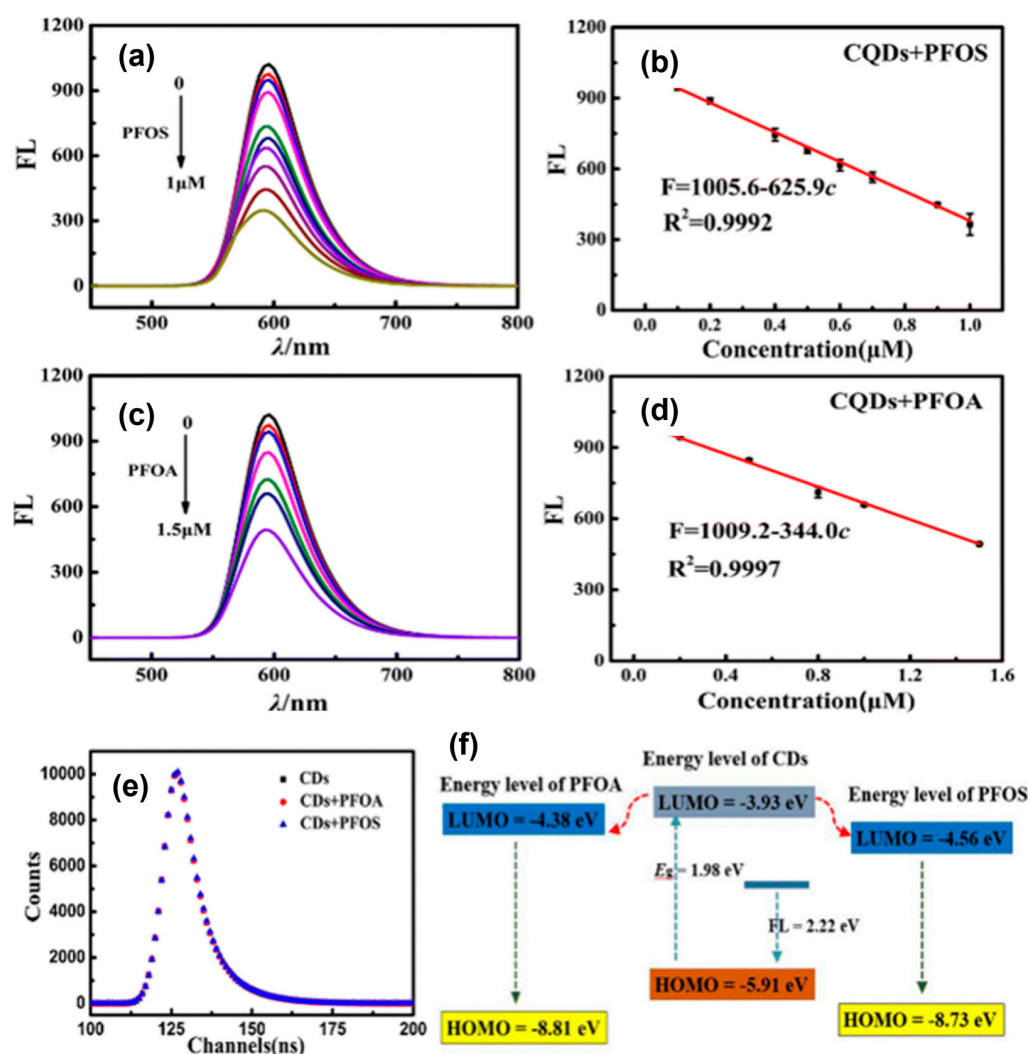 (a)
1200
900
600
300
0
FL
0
PFOS
1μM
500
600
700
800
λ/nm
(b)
CQDs+PFOS
1200
900
600
300
0
FL
F=1005.6-625.9c
R²=0.9992
0.0
0.2
0.4
0.6
0.8
1.0
Concentration(μM)
(c)
1200
900
600
300
0
FL
0
PFOA
1.5μM
500
600
700
800
λ/nm
(d)
CQDs+PFOA
1200
900
600
300
0
FL
F=1009.2-344.0c
R²=0.9997
0.0
0.4
0.8
1.2
1.6
Concentration(μM)
(e)
10000
8000
6000
4000
2000
0
Counts
CDs
CDs+PFOA
CDs+PFOS
100
125
150
175
200
Channels(ns)
(f)
Energy level of PFOA
LUMO = -4.38 eV
HOMO = -8.81 eV
Energy level of CDs
LUMO = -3.93 eV
Eg = 1.98 eV
FL = 2.22 eV
HOMO = -5.91 eV
Energy level of PFOS
LUMO = -4.56 eV
HOMO = -8.73 eV